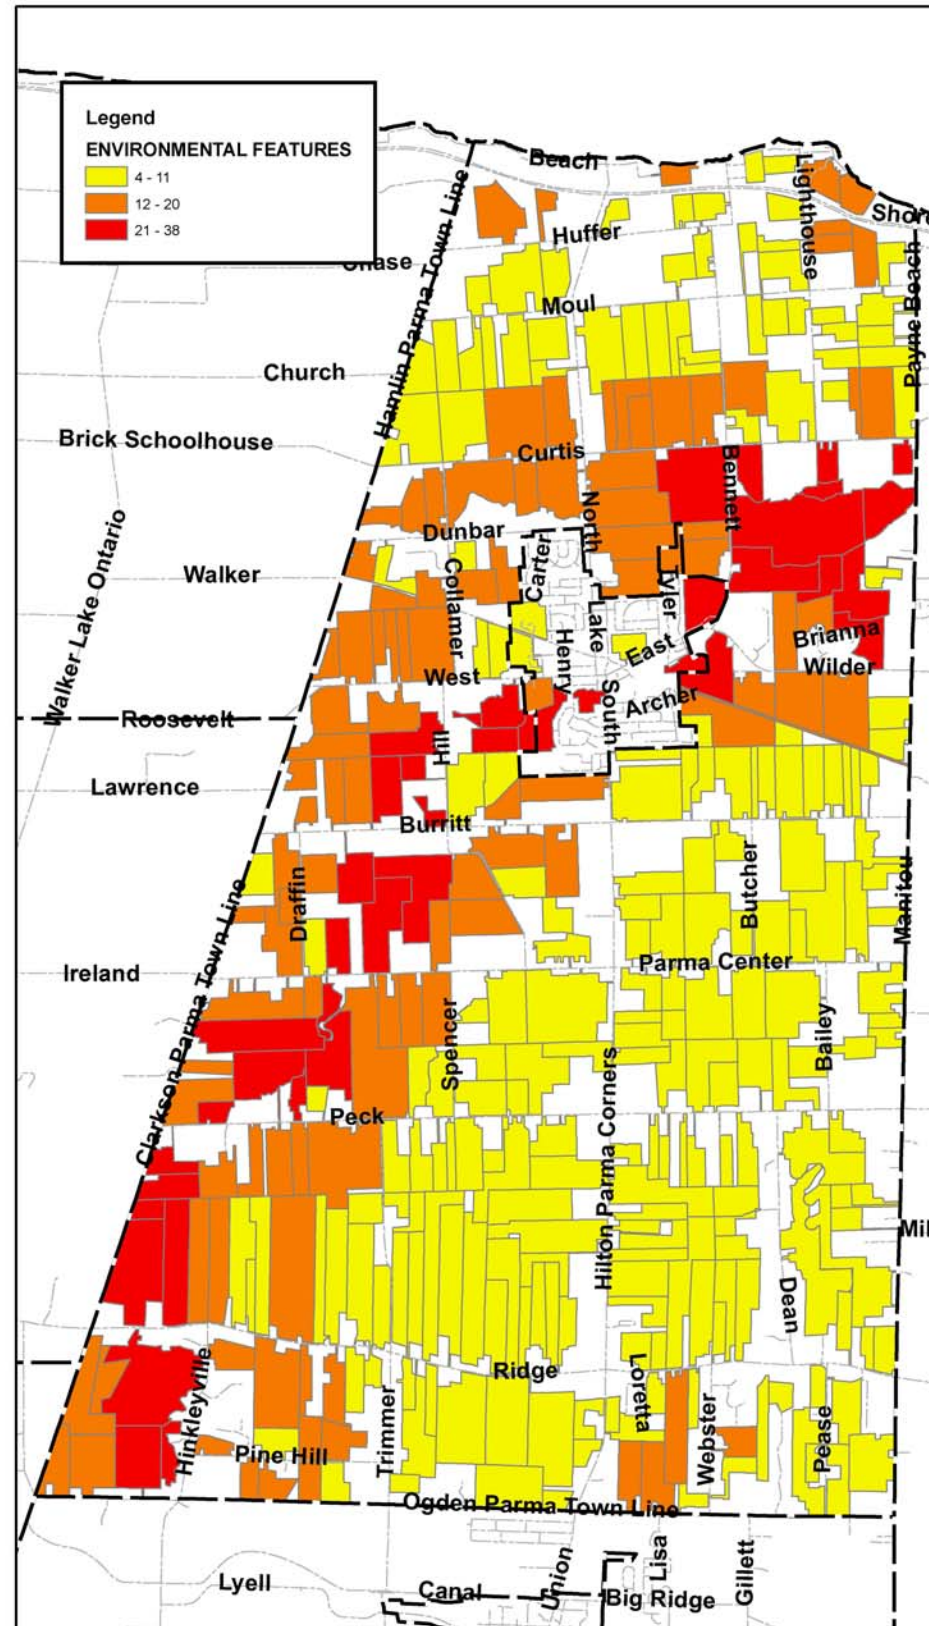 Legend
ENVIRONMENTAL FEATURES
4 - 11
12 - 20
21 - 38
Beach
Lighthouse
Shore
Huffer
Chase
Hamlin Parma Town Line
Moul
Payne Beach
Church
Brick Schoolhouse
Curtis
Bennett
North
Dunbar
Walker Lake Ontario
Walker
Collamer
Carter
Tyler
Lake
Henry
East
Brianna
Wilder
West
South
Archer
Roosevelt
Hill
Lawrence
Burritt
Draffin
Butcher
Manitou
Clarkson Parma Town Line
Ireland
Parma Center
Spencer
Bailey
Hilton Parma Corners
Peck
Mil
Dean
Hinkleyville
Ridge
Loretta
Trimmer
Webster
Pease
Pine Hill
Ogden Parma Town Line
Union
Lisa
Gillett
Lyell
Canal
Big Ridge